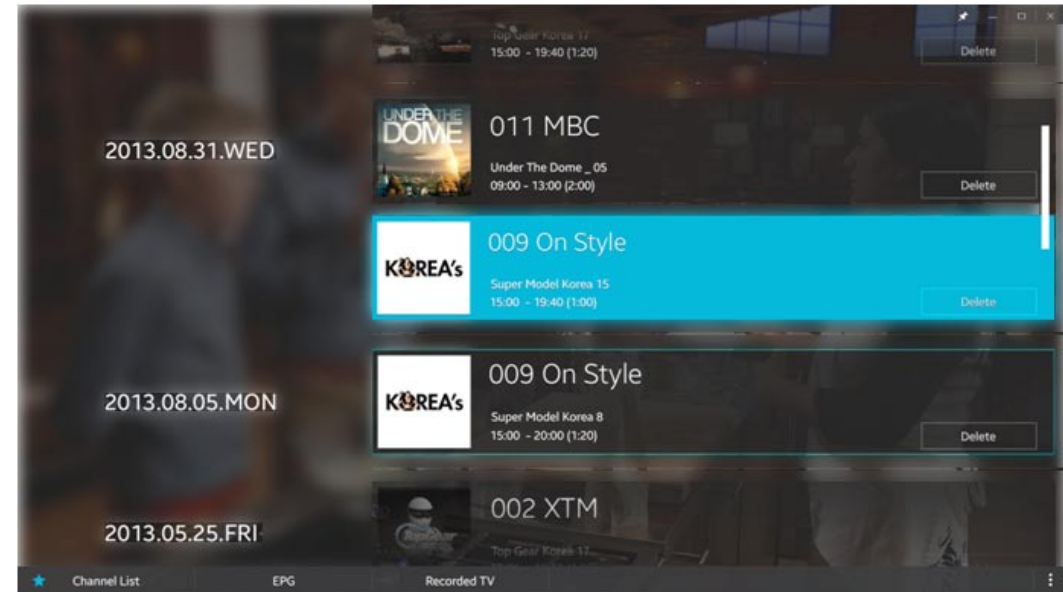 Top Gear Korea 17
15:00 - 19:40 (1:20)
Delete
2013.08.31.WED
UNDER THE
DOME
011 MBC
Under The Dome _ 05
09:00 - 13:00 (2:00)
Delete
KOREA's
009 On Style
Super Model Korea 15
15:00 - 19:40 (1:00)
Delete
2013.08.05.MON
KOREA's
009 On Style
Super Model Korea 8
15:00 - 20:00 (1:20)
Delete
2013.05.25.FRI
TopGear
002 XTM
Top Gear Korea 17...
Channel List
EPG
Recorded TV